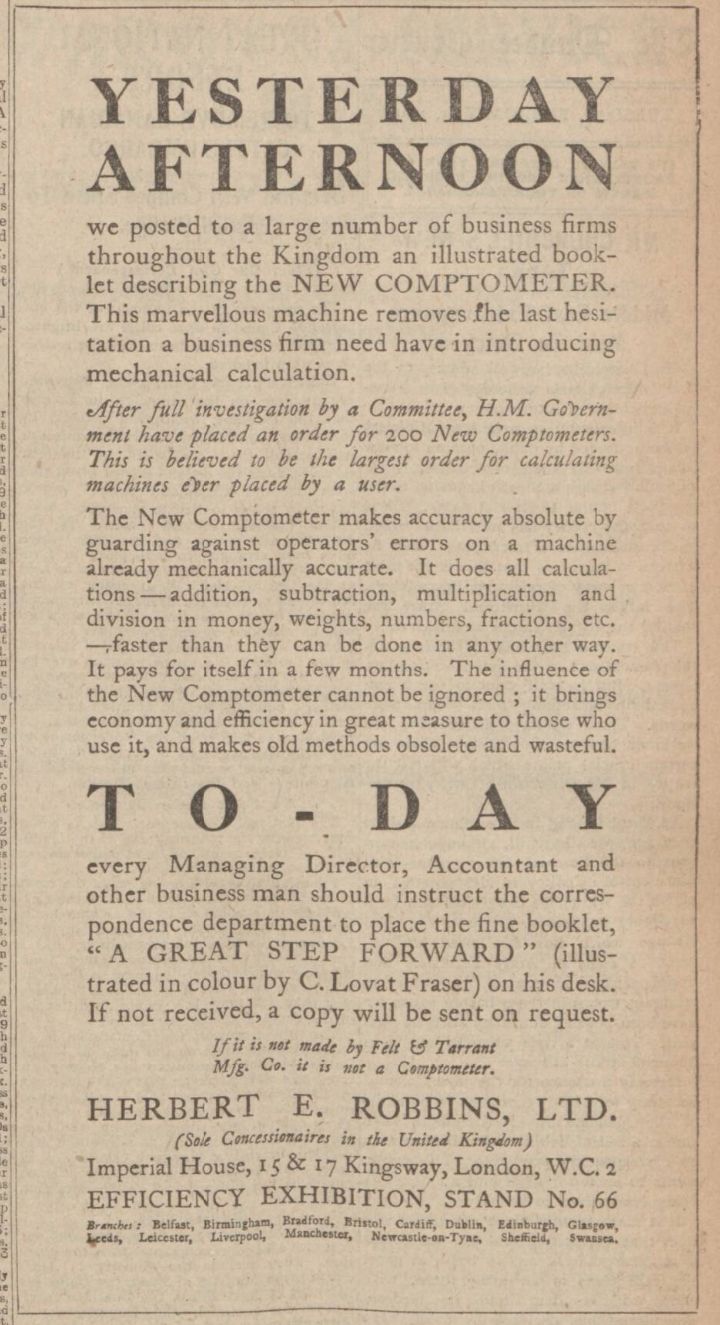 YESTERDAY
AFTERNOON
we posted to a large number of business firms
throughout the Kingdom an illustrated book-
let describing the NEW COMPTOMETER.
This marvellous machine removes the last hesi-
tation a business firm need have in introducing
mechanical calculation.
After full investigation by a Committee, H.M. Govern-
ment have placed an order for 200 New Comptometers.
This is believed to be the largest order for calculating
machines ever placed by a user.
The New Comptometer makes accuracy absolute by
guarding against operators' errors on a machine
already mechanically accurate. It does all calcula-
tions — addition, subtraction, multiplication and
division in money, weights, numbers, fractions, etc.
—faster than they can be done in any other way.
It pays for itself in a few months. The influence of
the New Comptometer cannot be ignored ; it brings
economy and efficiency in great measure to those who
use it, and makes old methods obsolete and wasteful.
TO-DAY
every Managing Director, Accountant and
other business man should instruct the corres-
pondence department to place the fine booklet,
"A GREAT STEP FORWARD" (illus-
trated in colour by C. Lovat Fraser) on his desk.
If not received, a copy will be sent on request.
If it is not made by Felt & Tarrant
Mfg. Co. it is not a Comptometer.
HERBERT E. ROBBINS, LTD.
(Sole Concessionaires in the United Kingdom)
Imperial House, 15 & 17 Kingsway, London, W.C. 2
EFFICIENCY EXHIBITION, STAND No. 66
Branches : Belfast, Birmingham, Bradford, Bristol, Cardiff, Dublin, Edinburgh, Glasgow,
Leeds, Leicester, Liverpool, Manchester, Newcastle-on-Tyne, Sheffield, Swansea.